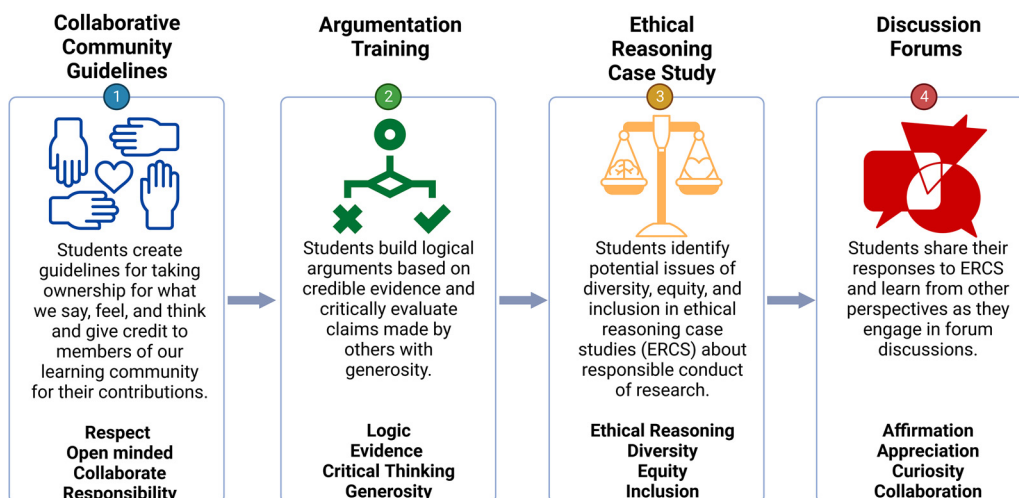 Collaborative
Community
Guidelines
1
Students create
guidelines for taking
ownership for what
we say, feel, and think
and give credit to
members of our
learning community
for their contributions.
Respect
Open minded
Collaborate
Responsibility
Argumentation
Training
2
Students build logical
arguments based on
credible evidence and
critically evaluate
claims made by
others with
generosity.
Logic
Evidence
Critical Thinking
Generosity
Ethical
Reasoning
Case Study
3
Students identify
potential issues of
diversity, equity, and
inclusion in ethical
reasoning case
studies (ERCS) about
responsible conduct
of research.
Ethical Reasoning
Diversity
Equity
Inclusion
Discussion
Forums
4
Students share their
responses to ERCS
and learn from other
perspectives as they
engage in forum
discussions.
Affirmation
Appreciation
Curiosity
Collaboration